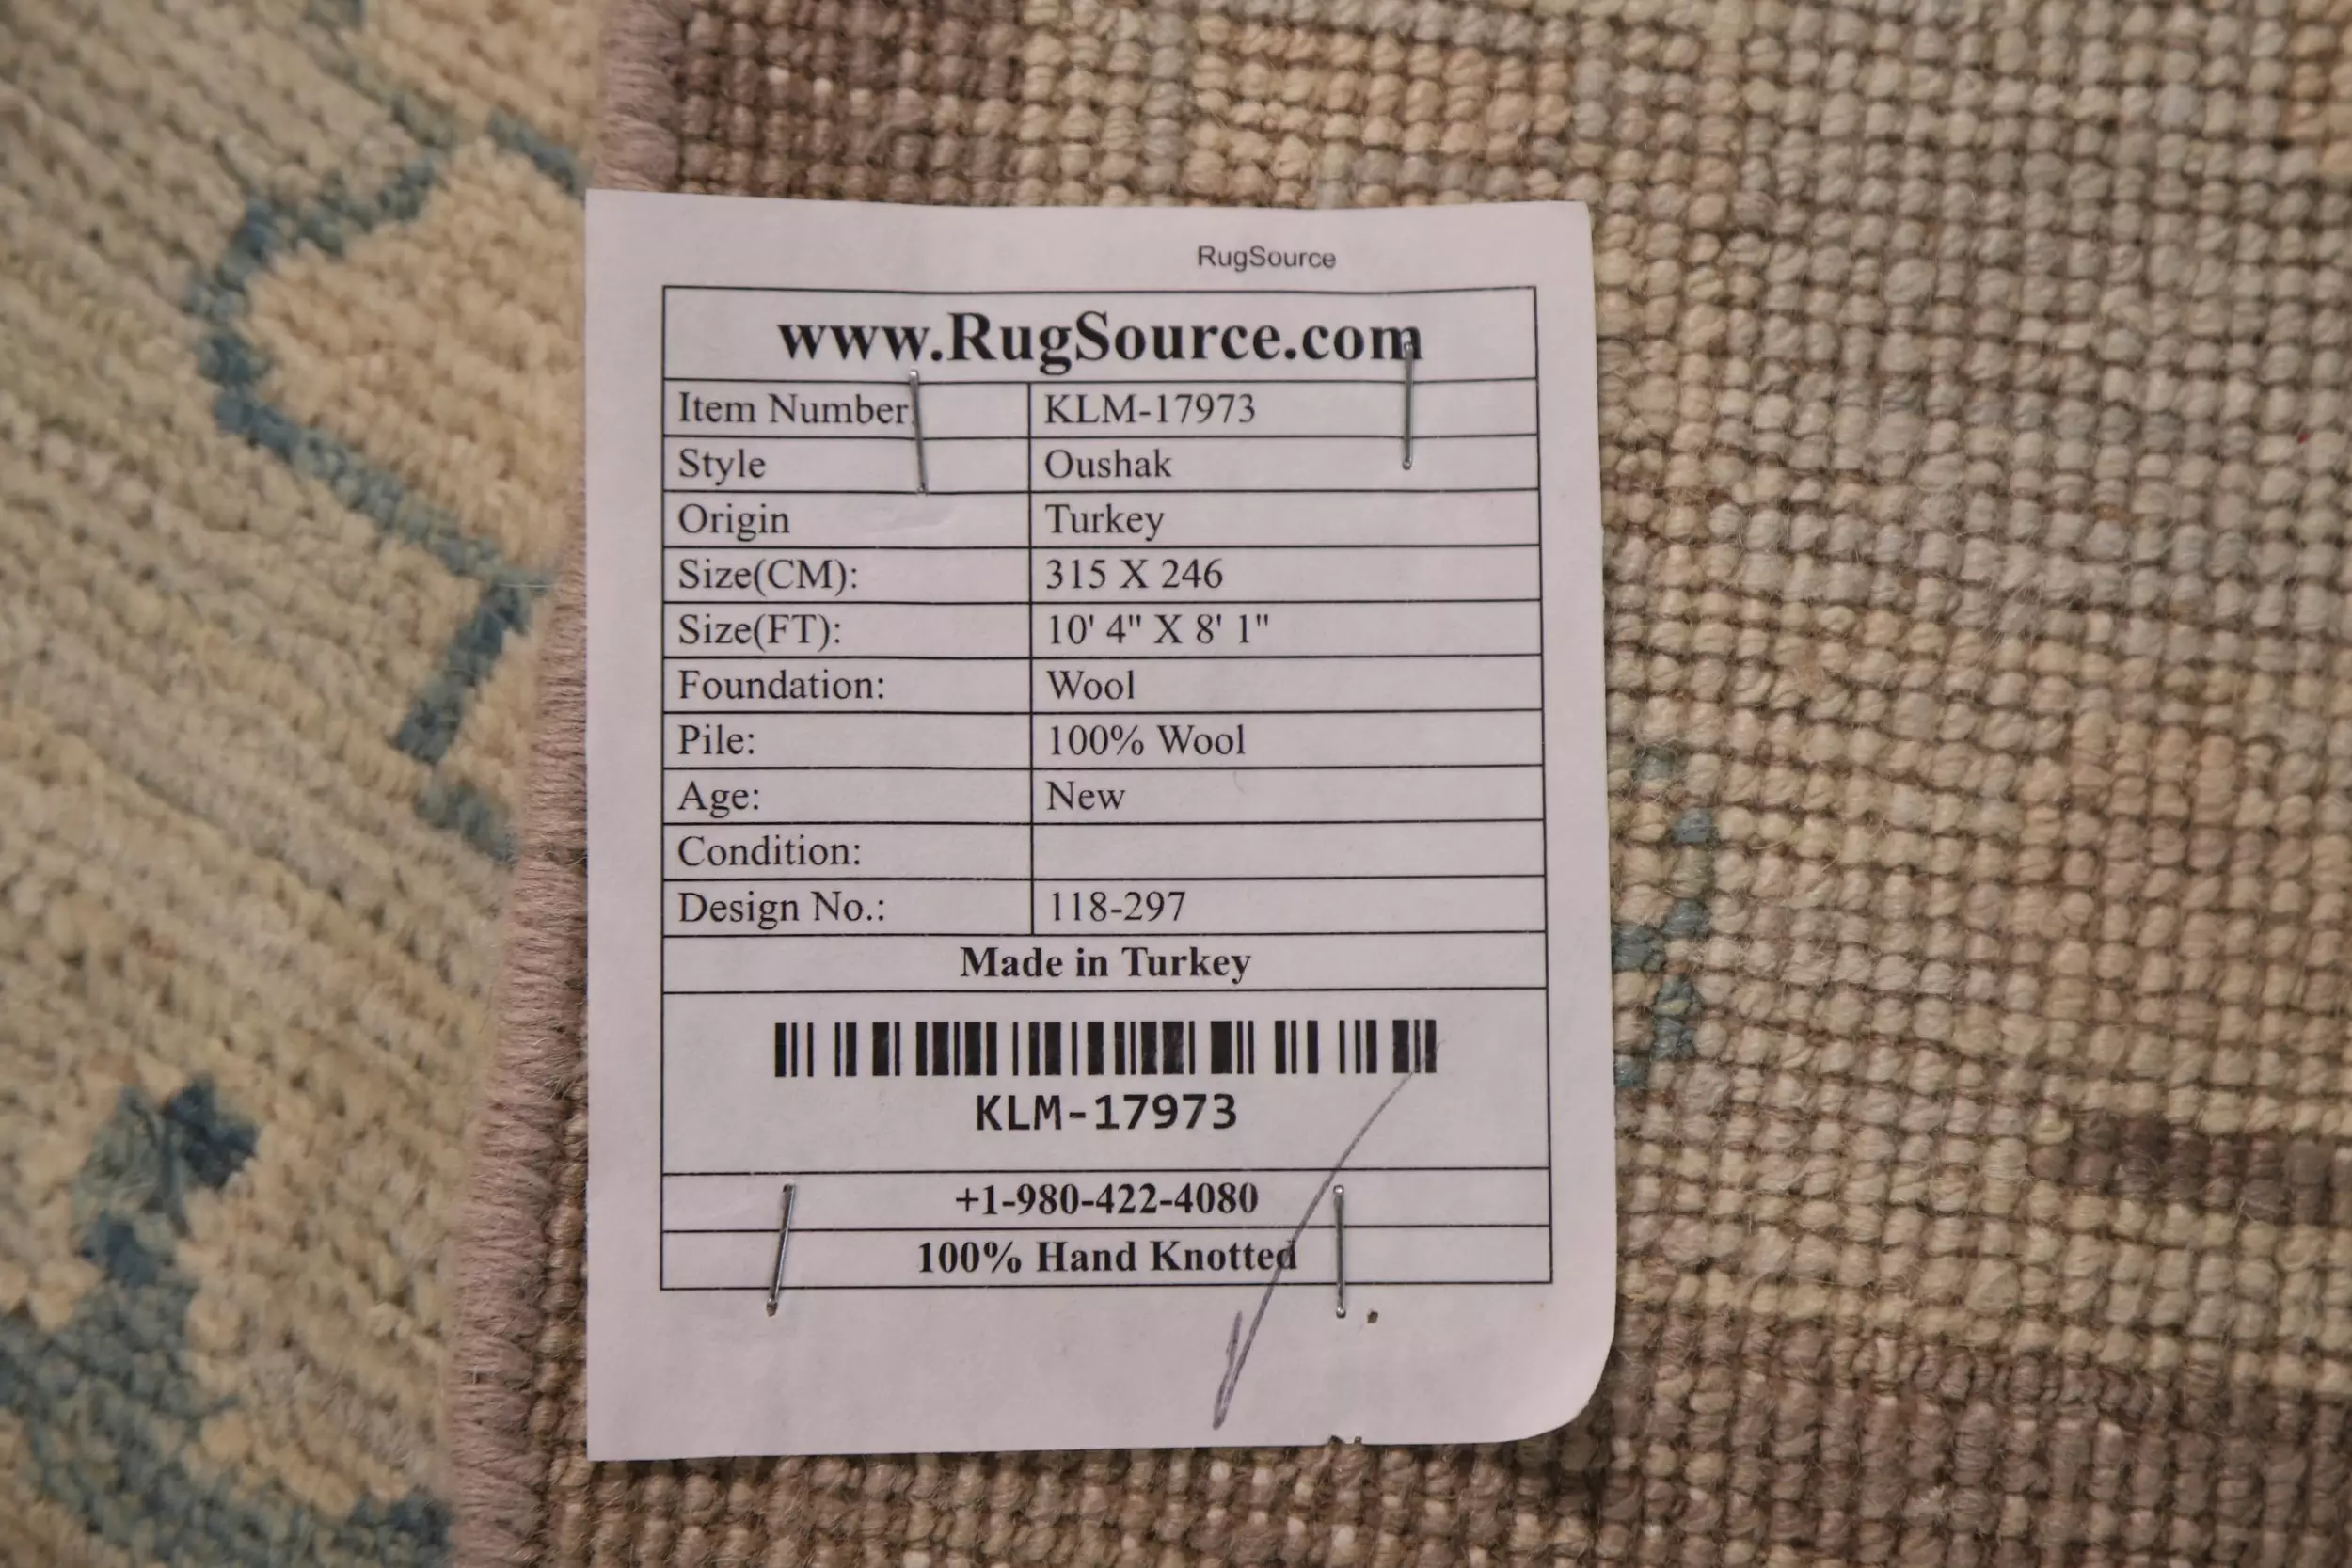 RugSource
www.RugSource.com
Item Number: KLM-17973
Style Oushak
Origin Turkey
Size(CM): 315 X 246
Size(FT): 10' 4" X 8' 1"
Foundation: Wool
Pile: 100% Wool
Age: New
Condition:
Design No.: 118-297
Made in Turkey
KLM-17973
+1-980-422-4080
100% Hand Knotted